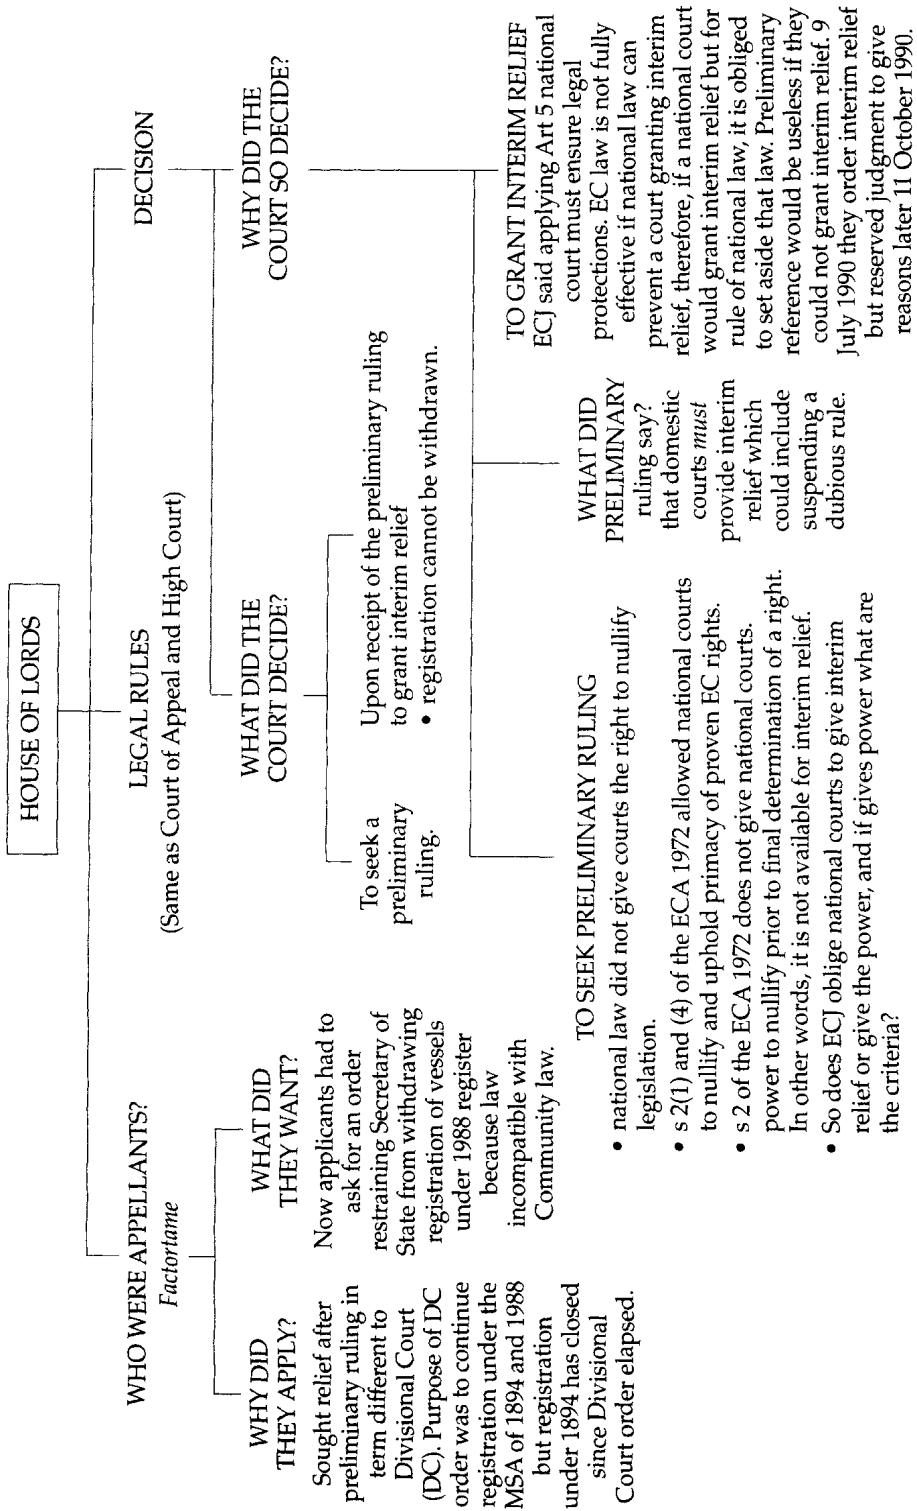 HOUSE OF LORDS
WHO WERE APPELLANTS?
Factortame
WHY DID
THEY APPLY?
Sought relief after
preliminary ruling in
term different to
Divisional Court
(DC). Purpose of DC
order was to continue
registration under the
MSA of 1894 and 1988
but registration
under 1894 has closed
since Divisional
Court order elapsed.
WHAT DID
THEY WANT?
Now applicants had to
ask for an order
restraining Secretary of
State from withdrawing
registration of vessels
under 1988 register
because law
incompatible with
Community law.
LEGAL RULES
(Same as Court of Appeal and High Court)
DECISION
WHAT DID THE
COURT DECIDE?
To seek a
preliminary
ruling.
Upon receipt of the preliminary ruling
to grant interim relief
• registration cannot be withdrawn.
WHY DID THE
COURT SO DECIDE?
TO SEEK PRELIMINARY RULING
• national law did not give courts the right to nullify
legislation.
• s 2(1) and (4) of the ECA 1972 allowed national courts
to nullify and uphold primacy of proven EC rights.
• s 2 of the ECA 1972 does not give national courts.
power to nullify prior to final determination of a right.
In other words, it is not available for interim relief.
• So does ECJ oblige national courts to give interim
relief or give the power, and if gives power what are
the criteria?
WHAT DID
PRELIMINARY
ruling say?
that domestic
courts must
provide interim
relief which
could include
suspending a
dubious rule.
TO GRANT INTERIM RELIEF
ECJ said applying Art 5 national
court must ensure legal
protections. EC law is not fully
effective if national law can
prevent a court granting interim
relief, therefore, if a national court
would grant interim relief but for
rule of national law, it is obliged
to set aside that law. Preliminary
reference would be useless if they
could not grant interim relief. 9
July 1990 they order interim relief
but reserved judgment to give
reasons later 11 October 1990.